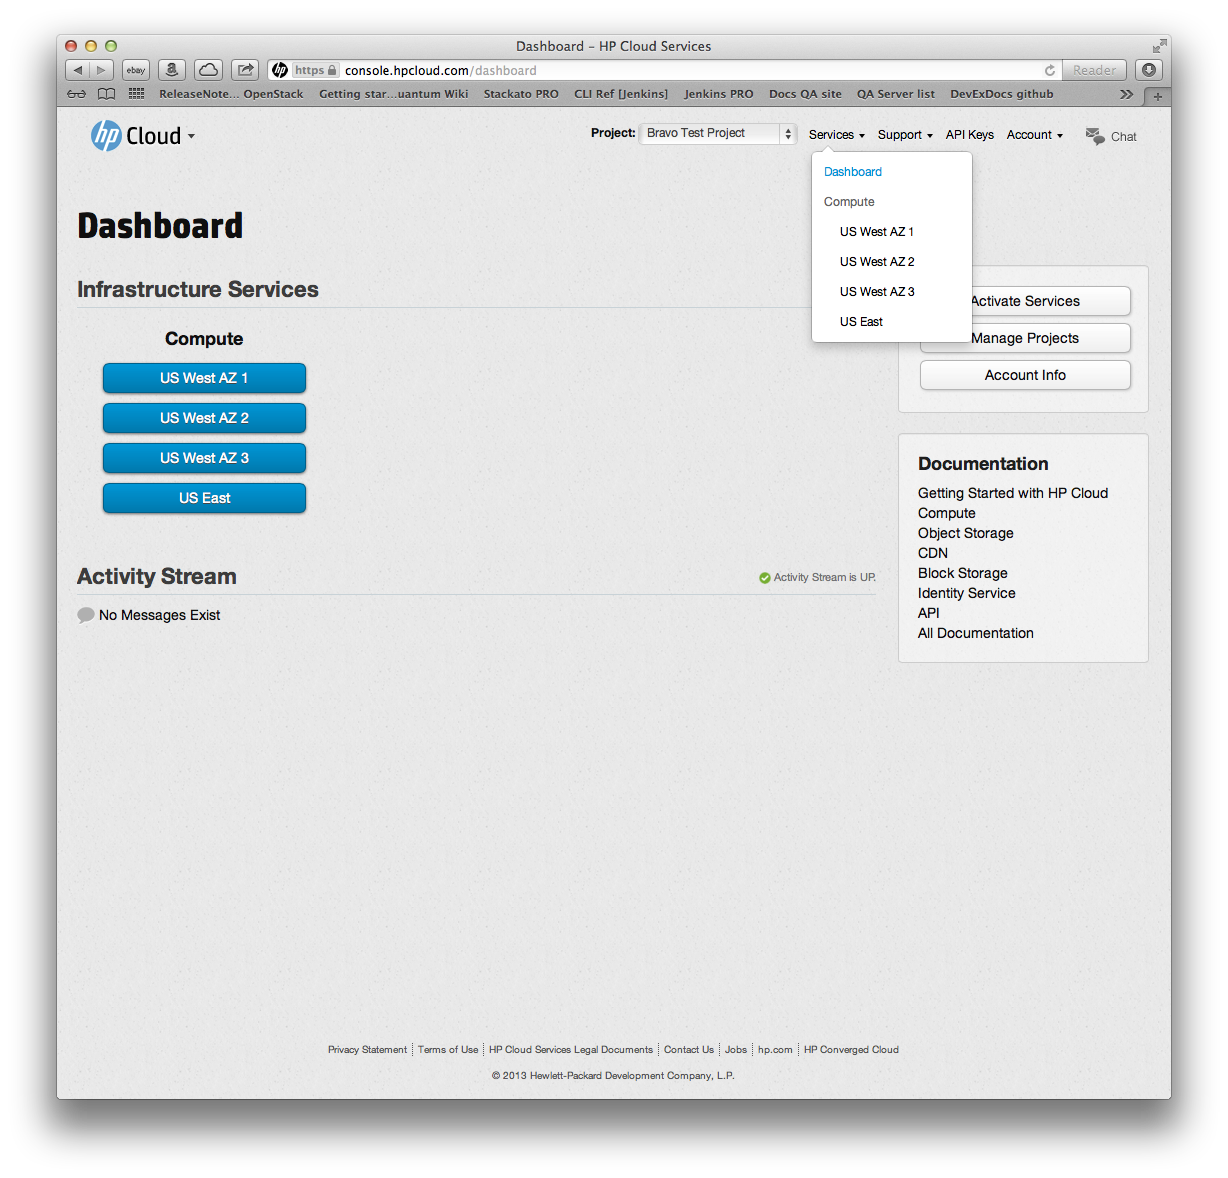 Dashboard – HP Cloud Services
ebay
a
hp
https
console.hpcloud.com/dashboard
Reader
ReleaseNote... OpenStack
Getting star...uantum Wiki
Stackato PRO
CLI Ref [Jenkins]
Jenkins PRO
Docs QA site
QA Server list
DevExDocs github
hp Cloud
Project: Bravo Test Project
Services
Support
API Keys
Account
Chat
Dashboard
Compute
US West AZ 1
US West AZ 2
US West AZ 3
US East
Dashboard
Infrastructure Services
Compute
US West AZ 1
US West AZ 2
US West AZ 3
US East
Activate Services
Manage Projects
Account Info
Documentation
Getting Started with HP Cloud
Compute
Object Storage
CDN
Block Storage
Identity Service
API
All Documentation
Activity Stream
Activity Stream is UP.
No Messages Exist
Privacy Statement
Terms of Use
HP Cloud Services Legal Documents
Contact Us
Jobs
hp.com
HP Converged Cloud
© 2013 Hewlett-Packard Development Company, L.P.